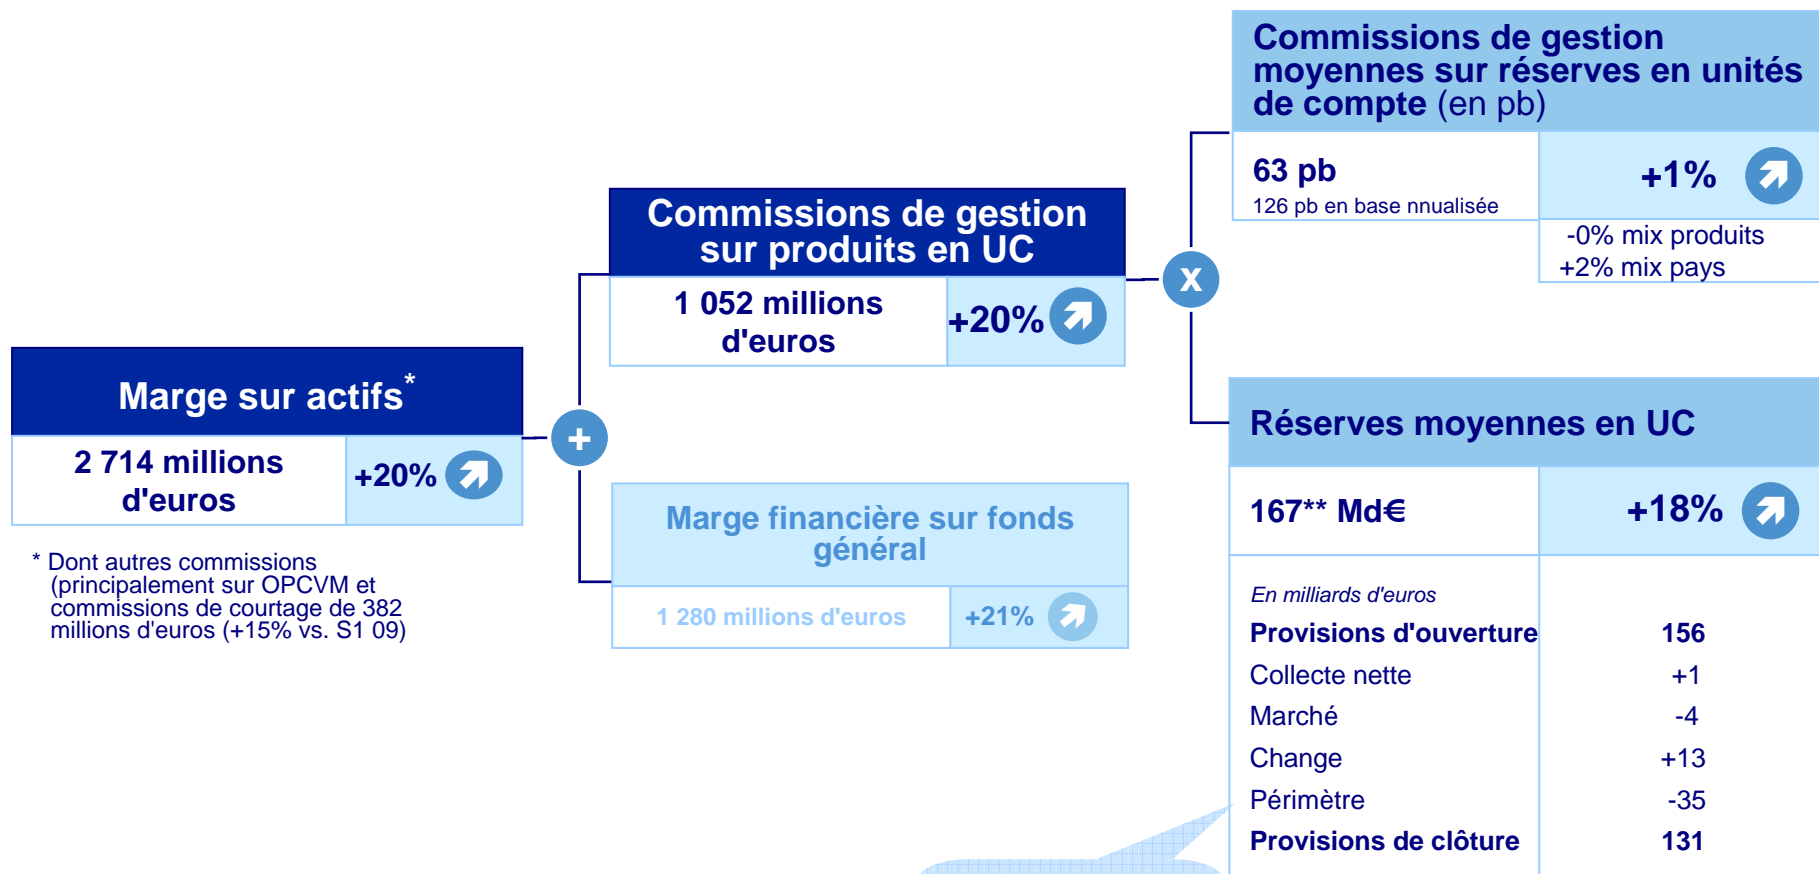 Marge sur actifs*
2 714 millions
d'euros
+20%
* Dont autres commissions
(principalement sur OPCVM et
commissions de courtage de 382
millions d'euros (+15% vs. S1 09)
+
Commissions de gestion
sur produits en UC
1 052 millions
d'euros
+20%
Marge financière sur fonds
général
1 280 millions d'euros
+21%
x
Commissions de gestion
moyennes sur réserves en unités
de compte (en pb)
63 pb
126 pb en base nnualisée
+1%
-0% mix produits
+2% mix pays
Réserves moyennes en UC
167** Md€
+18%
En milliards d'euros
Provisions d'ouverture 156
Collecte nette +1
Marché -4
Change +13
Périmètre -35
Provisions de clôture 131